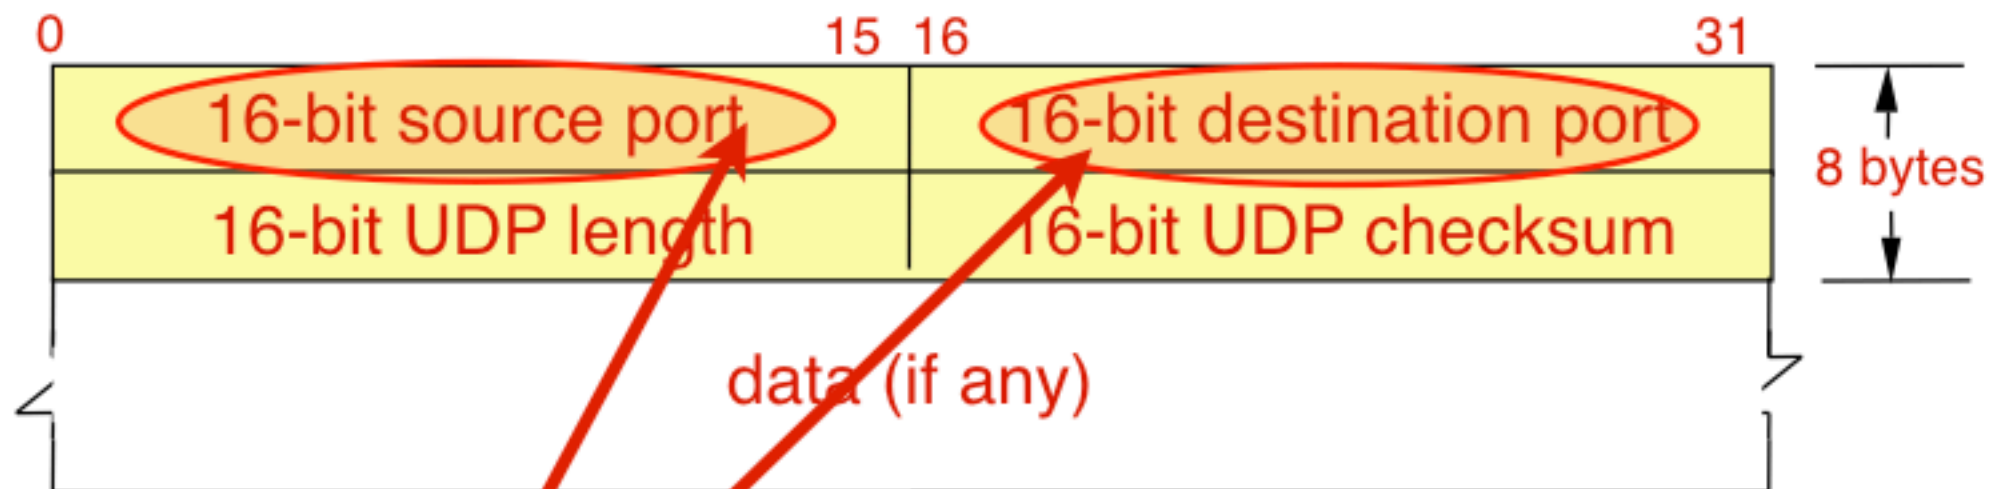 0 15 16 31
16-bit source port 16-bit destination port
8 bytes
16-bit UDP length 16-bit UDP checksum
data (if any)